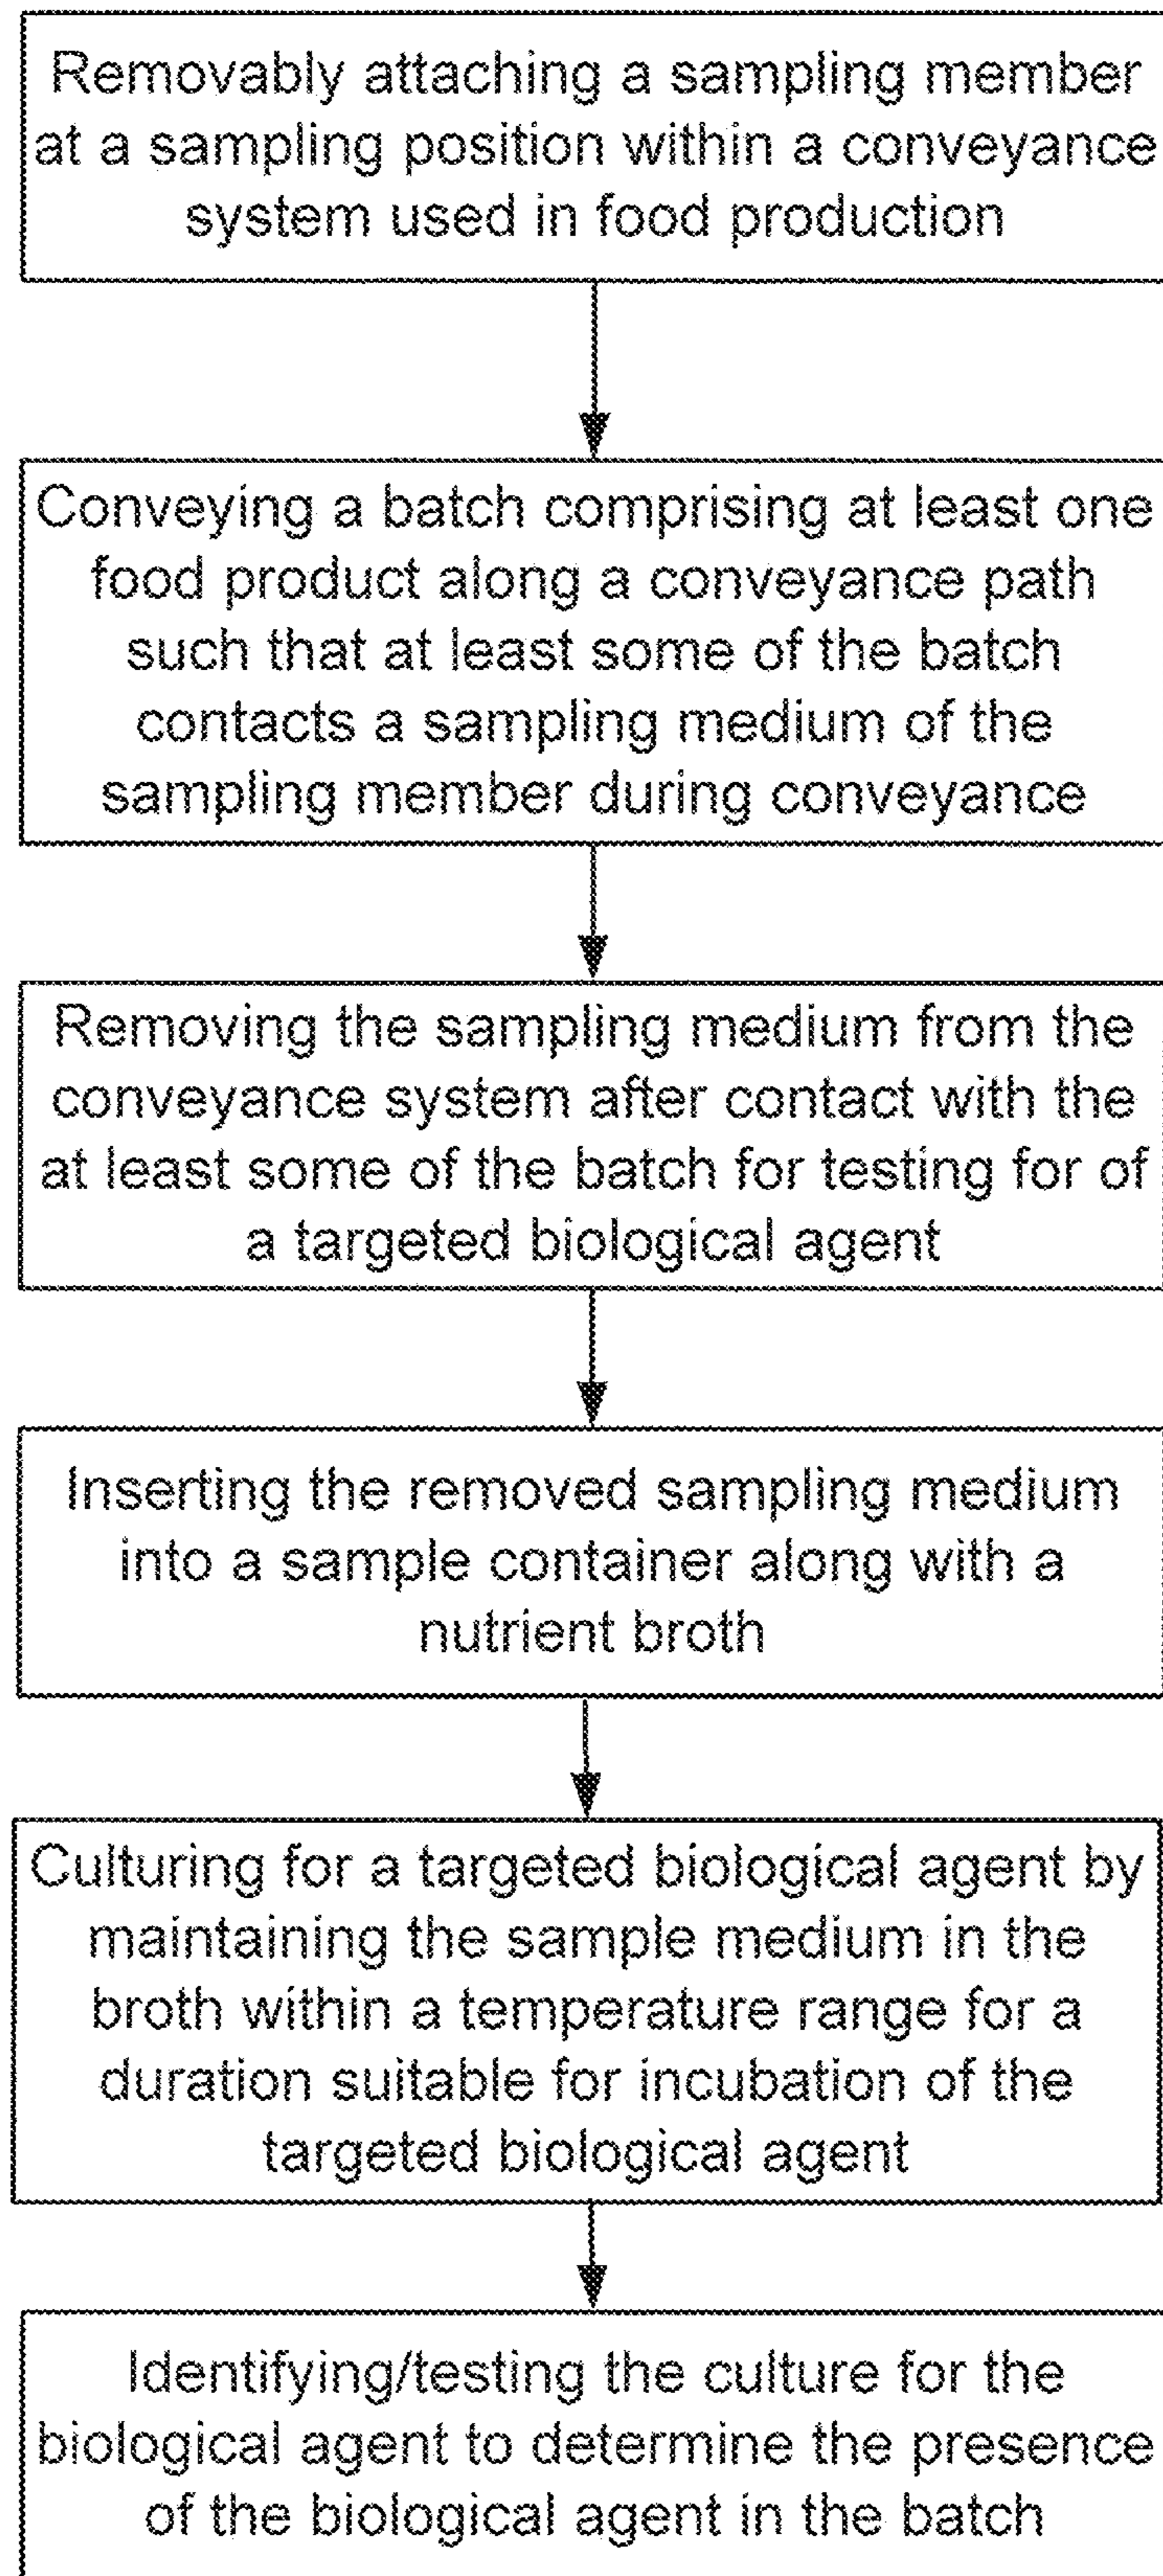 Removably attaching a sampling member
at a sampling position within a conveyance
system used in food production
Conveying a batch comprising at least one
food product along a conveyance path
such that at least some of the batch
contacts a sampling medium of the
sampling member during conveyance
Removing the sampling medium from the
conveyance system after contact with the
at least some of the batch for testing for of
a targeted biological agent
Inserting the removed sampling medium
into a sample container along with a
nutrient broth
Culturing for a targeted biological agent by
maintaining the sample medium in the
broth within a temperature range for a
duration suitable for incubation of the
targeted biological agent
Identifying/testing the culture for the
biological agent to determine the presence
of the biological agent in the batch